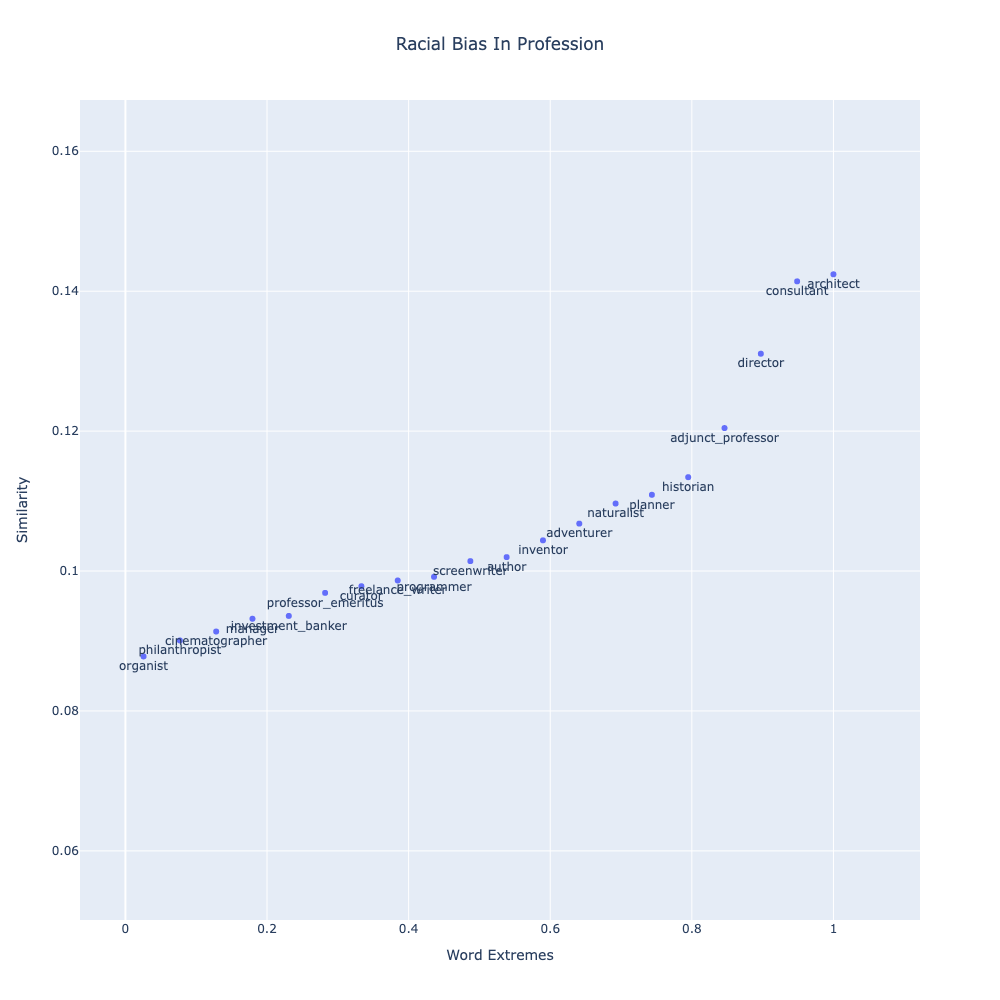 Racial Bias In Profession
0.16
0.14
0.12
0.1
0.08
0.06
Similarity
architect
consultant
director
adjunct_professor
historian
planner
naturalist
adventurer
inventor
author
screenwriter
programmer
freelance_writer
curator
professor_emeritus
investment_banker
manager
cinematographer
philanthropist
organist
0
0.2
0.4
0.6
0.8
1
Word Extremes